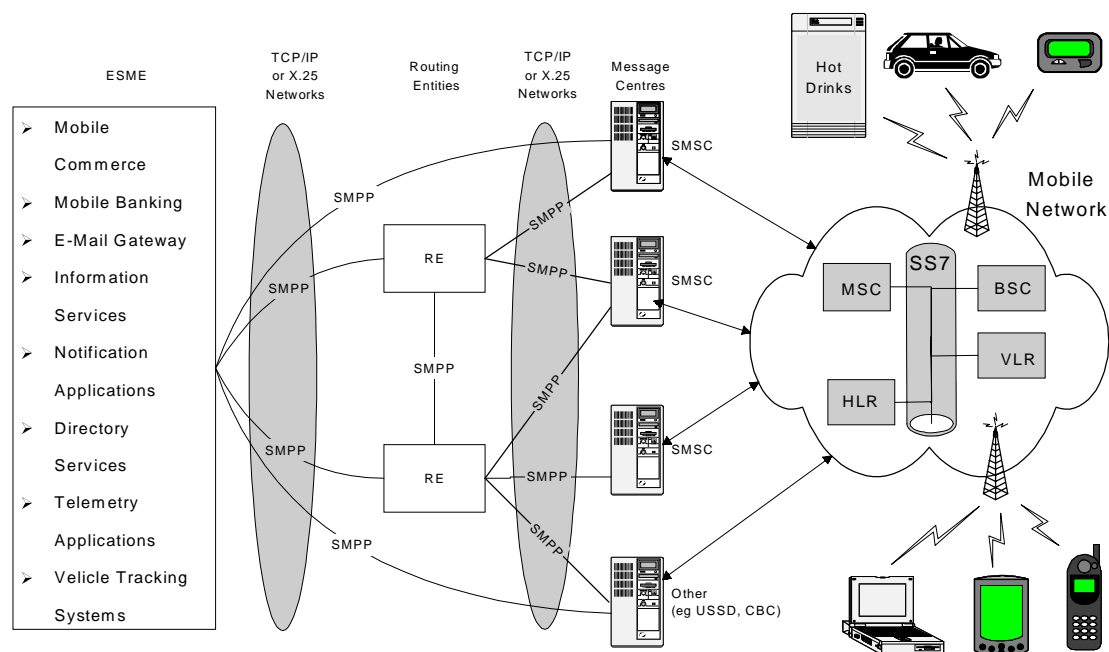 ESME
TCP/IP
or X.25
Networks
Routing
Entities
TCP/IP
or X.25
Networks
Message
Centres
➢ Mobile
Commerce
➢ Mobile Banking
➢ E-Mail Gateway
➢ Information
Services
➢ Notification
Applications
➢ Directory
Services
➢ Telemetry
Applications
➢ Velicle Tracking
Systems
SMPP
SMPP
SMPP
SMPP
RE
SMPP
RE
SMPP
SMPP
SMPP
SMPP
SMPP
SMSC
SMSC
SMSC
Other
(eg USSD, CBC)
Hot
Drinks
Mobile
Network
SS7
MSC
BSC
VLR
HLR